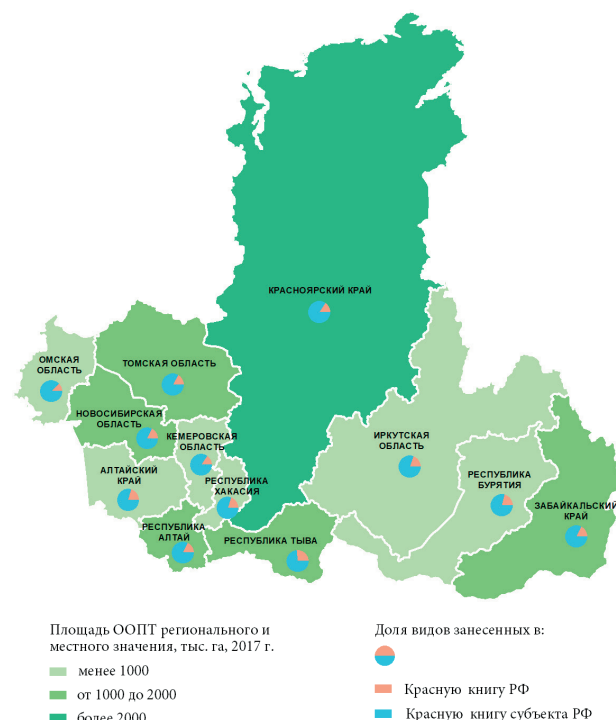 КРАСНОЯРСКИЙ КРАЙ
ОМСКАЯ
ОБЛАСТЬ
ТОМСКАЯ ОБЛАСТЬ
НОВОСИБИРСКАЯ
ОБЛАСТЬ
КЕМЕРОВСКАЯ
ОБЛАСТЬ
ИРКУТСКАЯ
ОБЛАСТЬ
АЛТАЙСКИЙ
КРАЙ
РЕСПУБЛИКА
ХАКАСИЯ
РЕСПУБЛИКА
БУРЯТИЯ
ЗАБАЙКАЛЬСКИЙ
КРАЙ
РЕСПУБЛИКА
АЛТАЙ
РЕСПУБЛИКА ТЫВА
Площадь ООПТ регионального и
местного значения, тыс. га, 2017 г.
менее 1000
от 1000 до 2000
более 2000
Доля видов занесенных в:
Красную книгу РФ
Красную книгу субъекта РФ